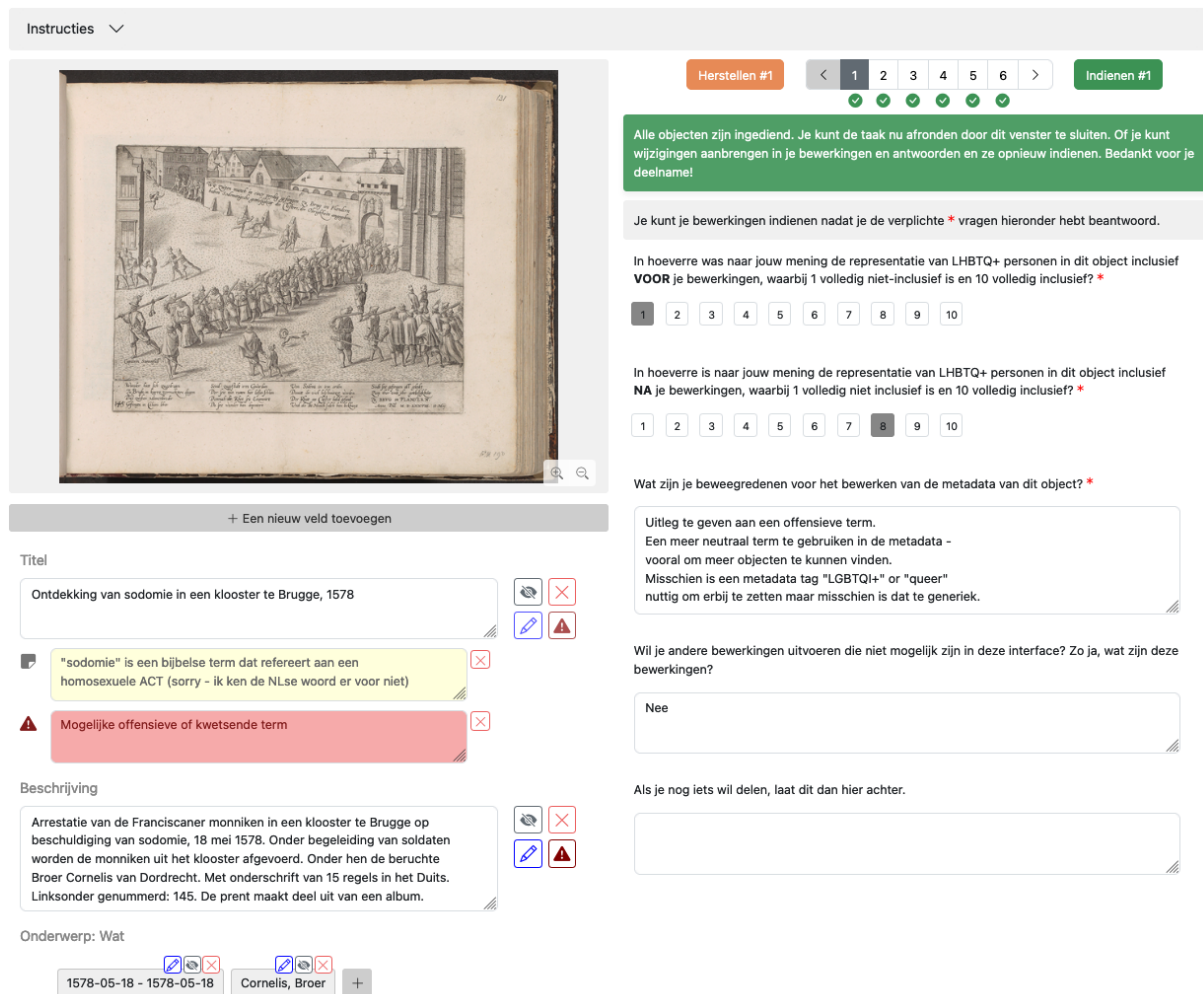 Instructies
Herstellen #1
1
2
3
4
5
6
Indienen #1
Alle objecten zijn ingediend. Je kunt de taak nu afronden door dit venster te sluiten. Of je kunt
wijzigingen aanbrengen in je bewerkingen en antwoorden en ze opnieuw indienen. Bedankt voor je
deelname!
Je kunt je bewerkingen indienen nadat je de verplichte * vragen hieronder hebt beantwoord.
In hoeverre was naar jouw mening de representatie van LHBTQ+ personen in dit object inclusief
VOOR je bewerkingen, waarbij 1 volledig niet-inclusief is en 10 volledig inclusief? *
1 2 3 4 5 6 7 8 9 10
In hoeverre is naar jouw mening de representatie van LHBTQ+ personen in dit object inclusief
NA je bewerkingen, waarbij 1 volledig niet inclusief is en 10 volledig inclusief? *
1 2 3 4 5 6 7 8 9 10
Wat zijn je beweegredenen voor het bewerken van de metadata van dit object? *
Uitleg te geven aan een offensieve term.
Een meer neutraal term te gebruiken in de metadata -
vooral om meer objecten te kunnen vinden.
Misschien is een metadata tag "LGBTQI+" or "queer"
nuttig om erbij te zetten maar misschien is dat te generiek.
Wil je andere bewerkingen uitvoeren die niet mogelijk zijn in deze interface? Zo ja, wat zijn deze
bewerkingen?
Nee
Als je nog iets wil delen, laat dit dan hier achter.
+ Een nieuw veld toevoegen
Titel
Ontdekking van sodomie in een klooster te Brugge, 1578
"sodomie" is een bijbelse term dat refereert aan een
homosexuele ACT (sorry - ik ken de NLse woord er voor niet)
Mogelijke offensieve of kwetsende term
Beschrijving
Arrestatie van de Franciscaner monniken in een klooster te Brugge op
beschuldiging van sodomie, 18 mei 1578. Onder begeleiding van soldaten
worden de monniken uit het klooster afgevoerd. Onder hen de beruchte
Broer Cornelis van Dordrecht. Met onderschrift van 15 regels in het Duits.
Linksonder genummerd: 145. De prent maakt deel uit van een album.
Onderwerp: Wat
1578-05-18 - 1578-05-18
Cornelis, Broer
+